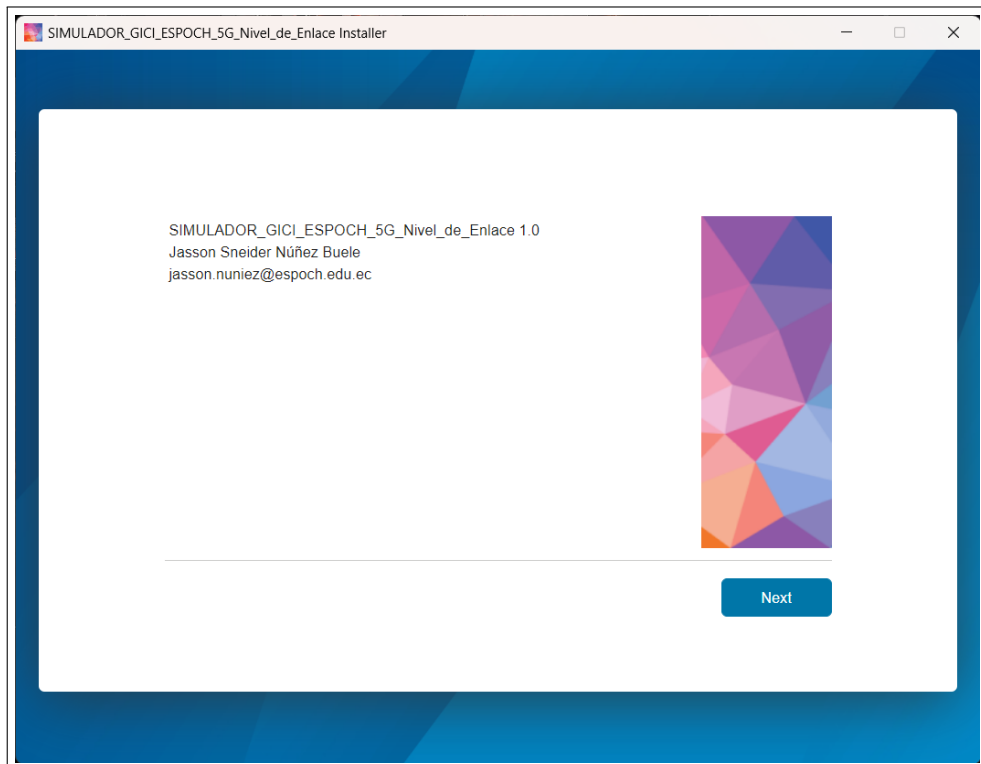 SIMULADOR_GICI_ESPOCH_5G_Nivel_de_Enlace Installer
SIMULADOR_GICI_ESPOCH_5G_Nivel_de_Enlace 1.0
Jasson Sneider Núñez Buele
jasson.nuniez@espoch.edu.ec
Next